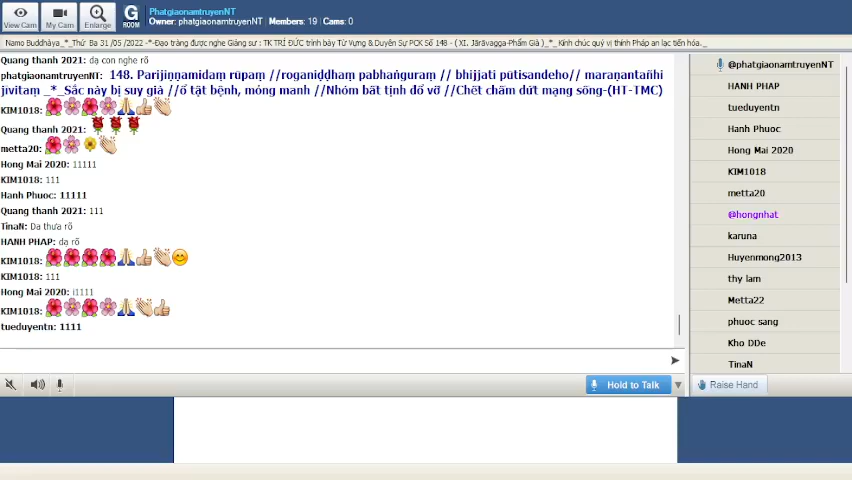 PhatgiaonamtruyenNT
Owner: phatgiaonamtruyenNT | Members: 19 | Cams: 0
View Cam
My Cam
Enlarge
G
ROOM
Namo Buddhàya_*_Thứ Ba 31 /05 /2022 -*-Đạo tràng được nghe Giảng sư : TK TRÍ ĐỨC trình bày Từ Vựng & Duyên Sự PCK Số 148 - ( XI. Jārāvagga-Phẩm Già )_*_ Kính chúc quý vị thính Pháp an lạc tiến hóa._
Quang thanh 2021: dạ con nghe rõ
phatgiaonamtruyenNT: 148. Parijiṇṇamidaṃ rūpaṃ //roganiḍḍhaṃ pabhaṅguraṃ // bhijjati pūtisandeho// maraṇantañhi
jīvitaṃ _*_Sắc này bị suy già //ổ tật bệnh, mỏng manh //Nhóm bất tịnh đổ vỡ //Chết chấm dứt mạng sống-(HT-TMC)
KIM1018:
Quang thanh 2021:
metta20:
Hong Mai 2020: 11111
KIM1018: 111
Hanh Phuoc: 11111
Quang thanh 2021: 111
TinaN: Dạ thưa rõ
HANH PHAP: dạ rõ
KIM1018:
KIM1018: 111
Hong Mai 2020: i1111
KIM1018:
tueduyentn: 1111
Hold to Talk
@phatgiaonamtruyenNT
HANH PHAP
tueduyentn
Hanh Phuoc
Hong Mai 2020
KIM1018
metta20
@hongnhat
karuna
Huyenmong2013
thy lam
Metta22
phuoc sang
Kho DDe
TinaN
Raise Hand